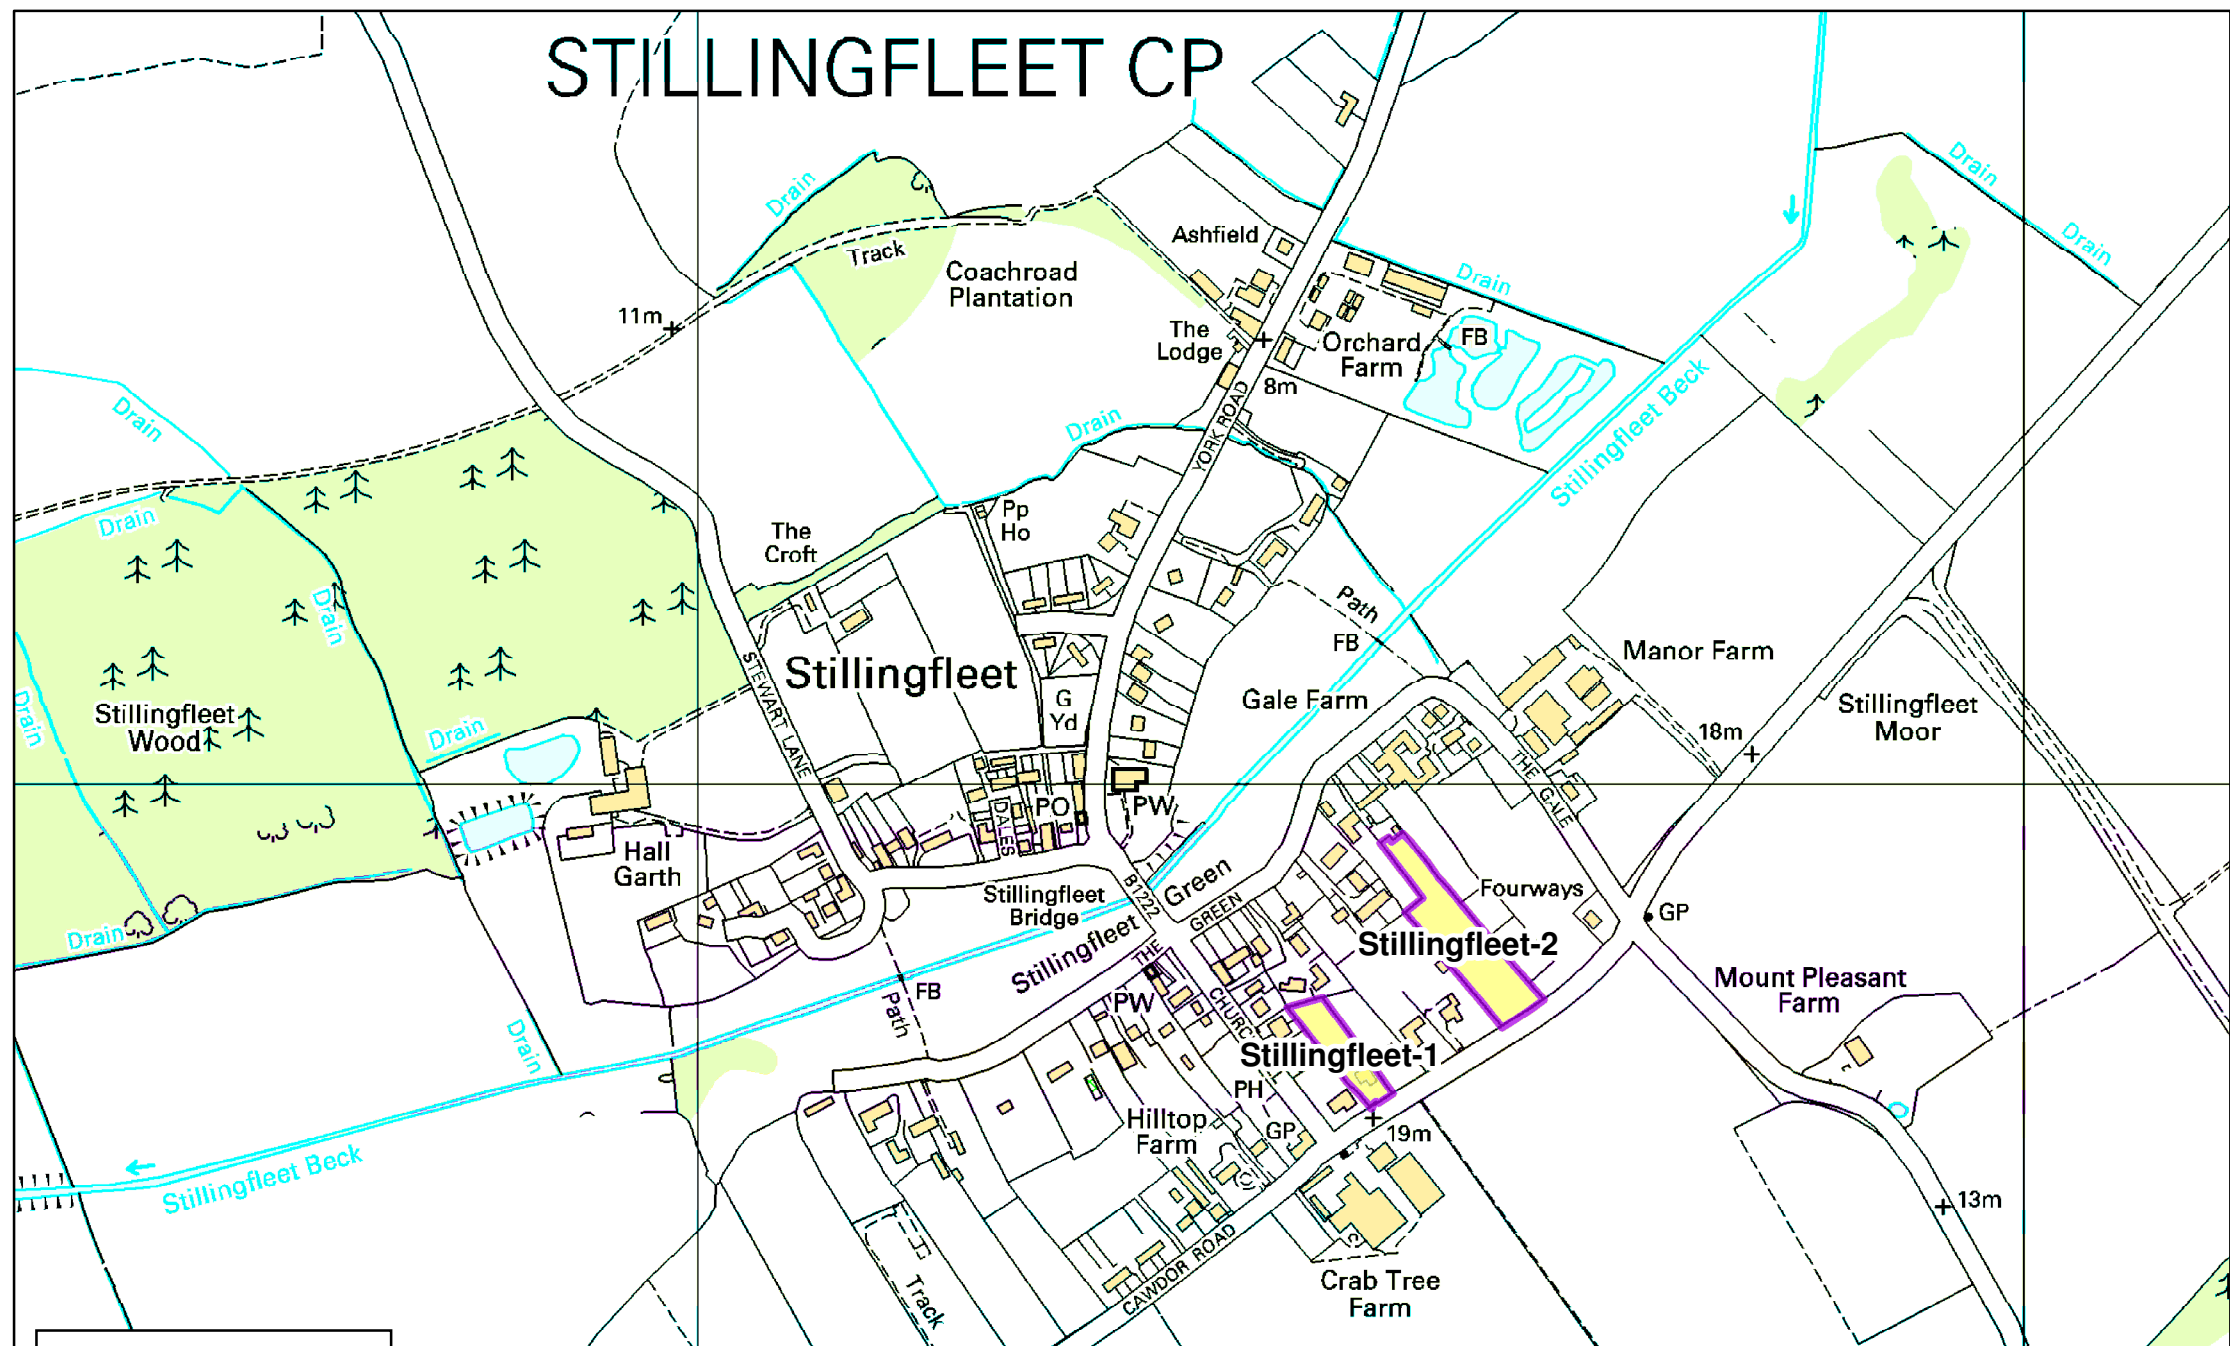 STILLINGFLEET CP
Drain
Drain
Drain
Ashfield
Track
Coachroad
Plantation
Drain
11m
The
Lodge
Orchard
Farm
FB
8m
YORK ROAD
Stillingfleet Beck
Drain
Drain
Drain
Pp
Ho
The
Croft
Drain
Path
FB
Manor Farm
Stillingfleet
STEWART LANE
G
Yd
Gale Farm
Stillingfleet
Moor
18m
Drain
Stillingfleet
Wood
Drain
THE GALE
DALES
PO
PW
Hall
Garth
Stillingfleet
Bridge
B1222
Stillingfleet Green
THE GREEN
Fourways
GP
Drain
Stillingfleet-2
Mount Pleasant
Farm
FB
Path
PW
CHURCH
Drain
Stillingfleet-1
PH
Hilltop
Farm
GP
19m
Stillingfleet Beck
13m
Track
CAWDOR ROAD
Crab Tree
Farm